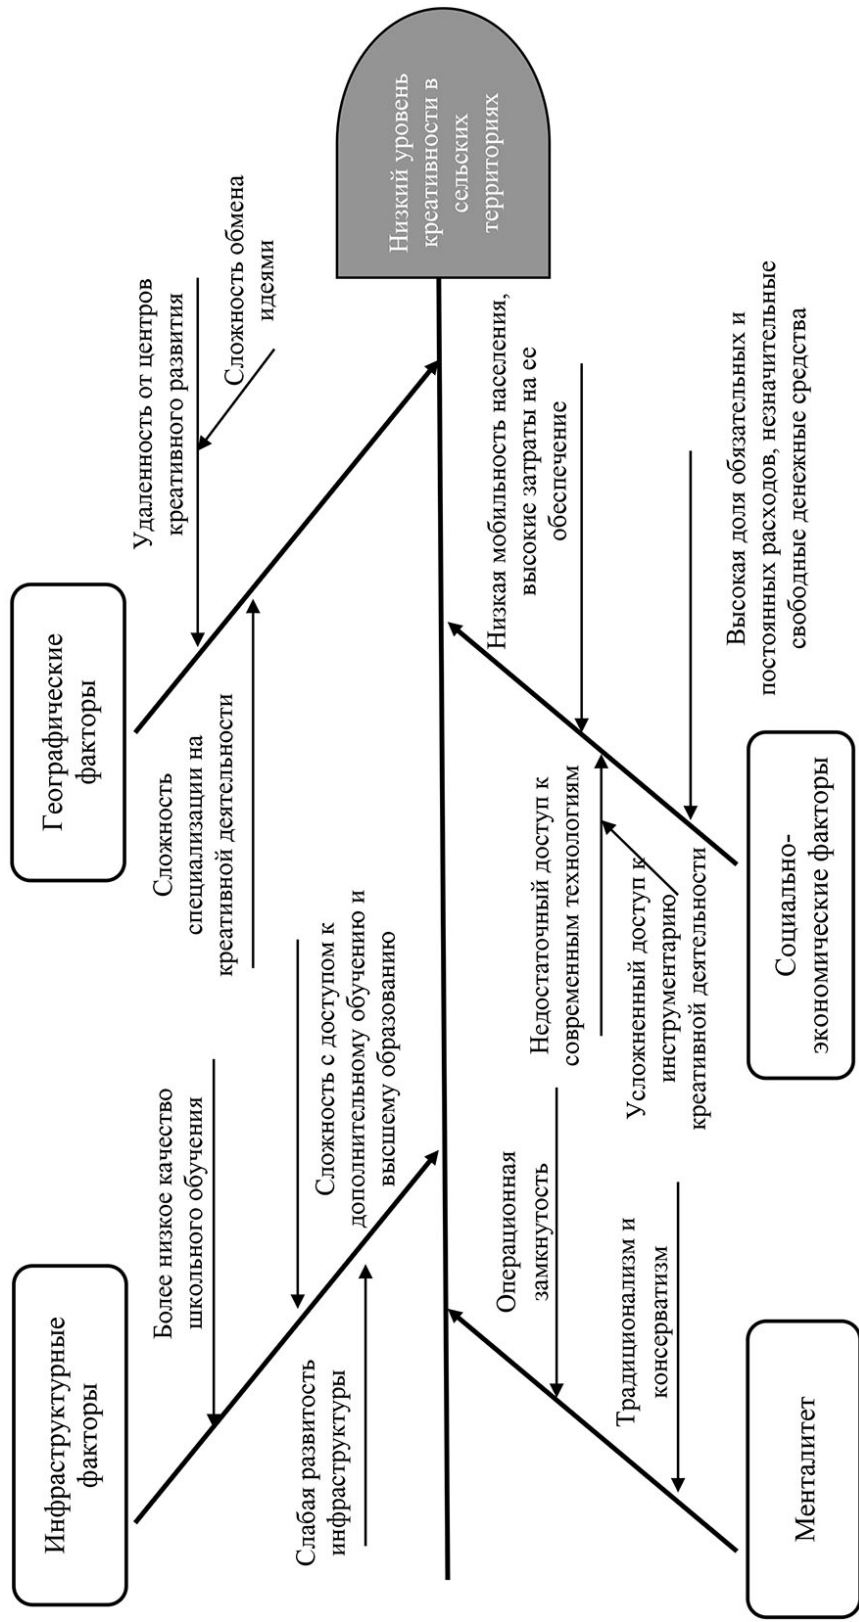 Инфраструктурные
факторы
Географические
факторы
Более низкое качество
школьного обучения
Сложность с доступом к
дополнительному обучению и
высшему образованию
Слабая развитость
инфраструктуры
Сложность
специализации на
креативной деятельности
Удаленность от центров
креативного развития
Сложность обмена
идеями
Низкий уровень
креативности в
сельских
территориях
Операционная
замкнутость
Традиционализм и
консерватизм
Недостаточный доступ к
современным технологиям
Усложненный доступ к
инструментарию
креативной деятельности
Низкая мобильность населения,
высокие затраты на ее
обеспечение
Высокая доля обязательных и
постоянных расходов, незначительные
свободные денежные средства
Менталитет
Социально-
экономические факторы